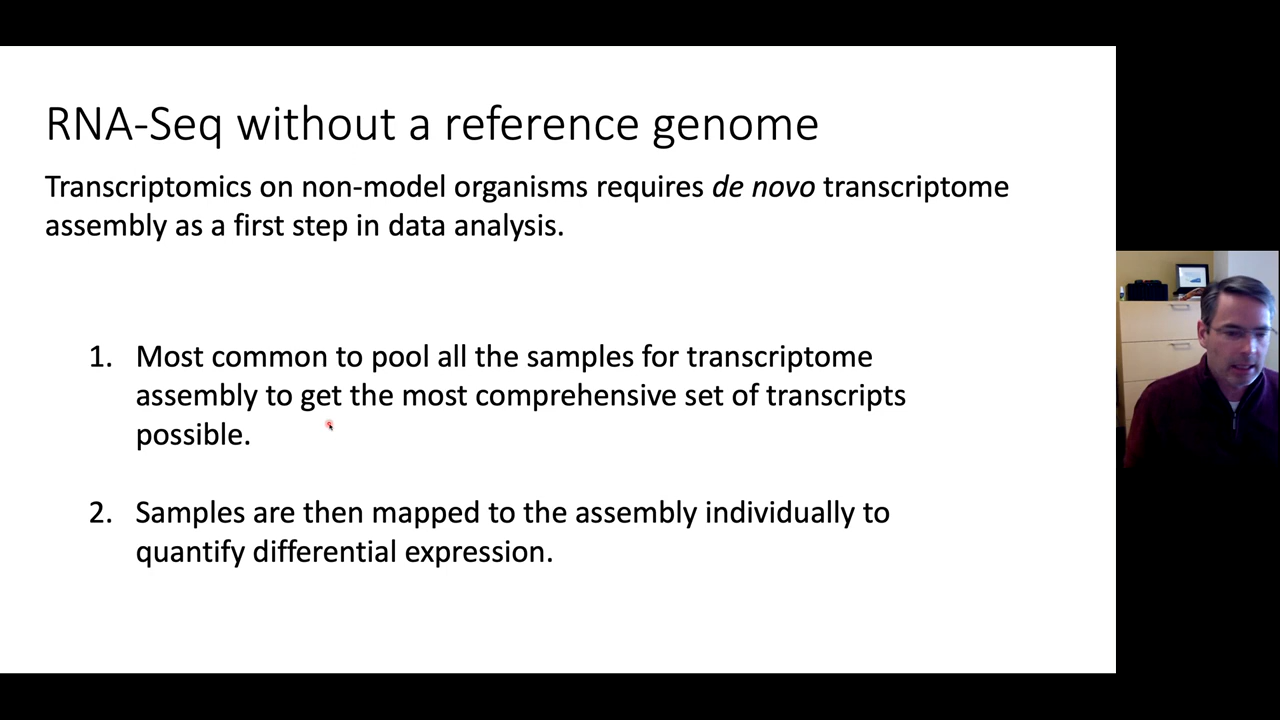 RNA-Seq without a reference genome
Transcriptomics on non-model organisms requires de novo transcriptome
assembly as a first step in data analysis.
1. Most common to pool all the samples for transcriptome
assembly to get the most comprehensive set of transcripts
possible.
2. Samples are then mapped to the assembly individually to
quantify differential expression.